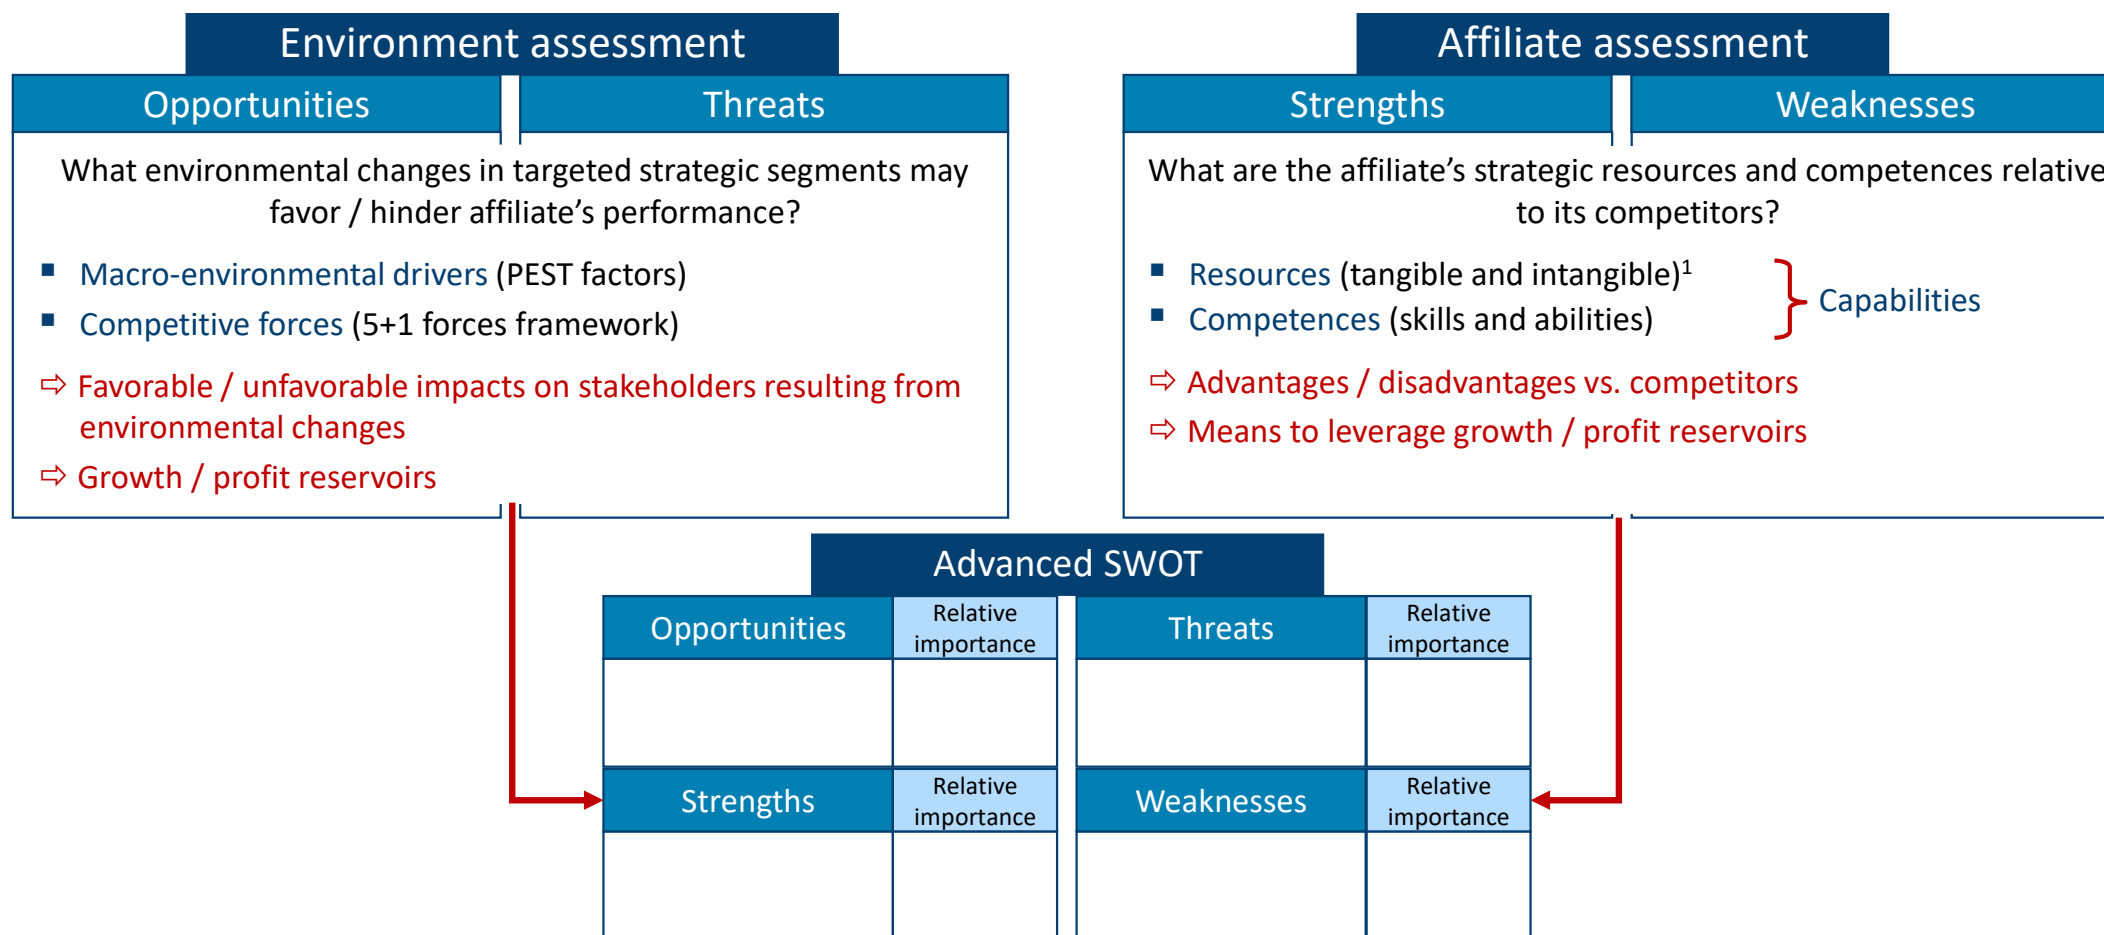 Environment assessment
Opportunities
Threats
What environmental changes in targeted strategic segments may
favor / hinder affiliate’s performance?
Macro-environmental drivers (PEST factors)
Competitive forces (5+1 forces framework)
Favorable / unfavorable impacts on stakeholders resulting from
environmental changes
Growth / profit reservoirs
Affiliate assessment
Strengths
Weaknesses
What are the affiliate’s strategic resources and competences relative
to its competitors?
Resources (tangible and intangible)1
Competences (skills and abilities)
Capabilities
Advantages / disadvantages vs. competitors
Means to leverage growth / profit reservoirs
Advanced SWOT
Opportunities
Relative
importance
Threats
Relative
importance
Strengths
Relative
importance
Weaknesses
Relative
importance